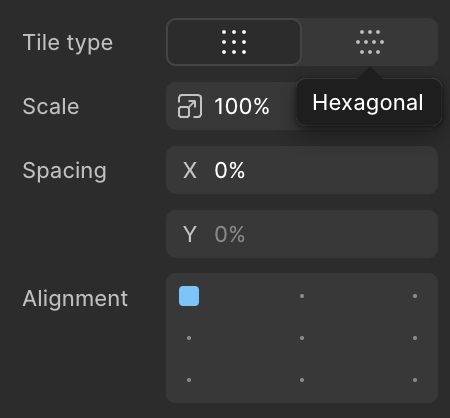 Tile type
Scale 100%
Hexagonal
Spacing X 0%
Y 0%
Alignment